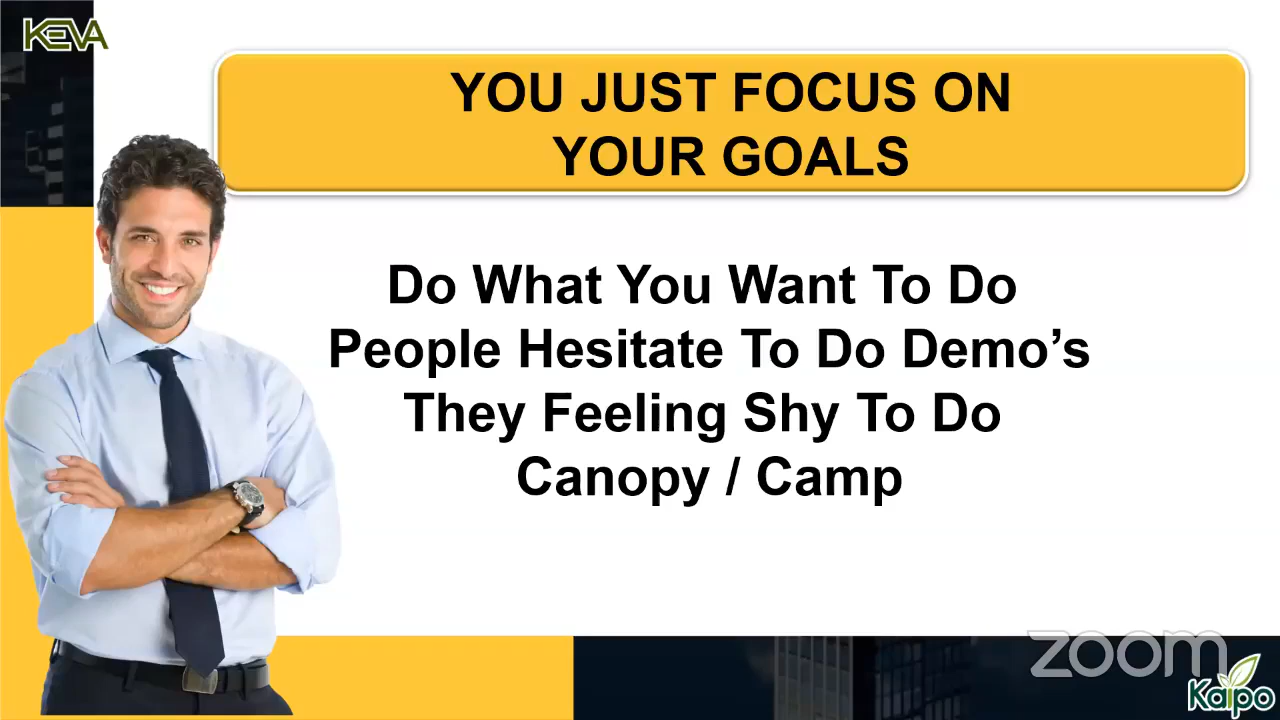 KEVA
YOU JUST FOCUS ON
YOUR GOALS
Do What You Want To Do
People Hesitate To Do Demo’s
They Feeling Shy To Do
Canopy / Camp
zoom
Kaipo